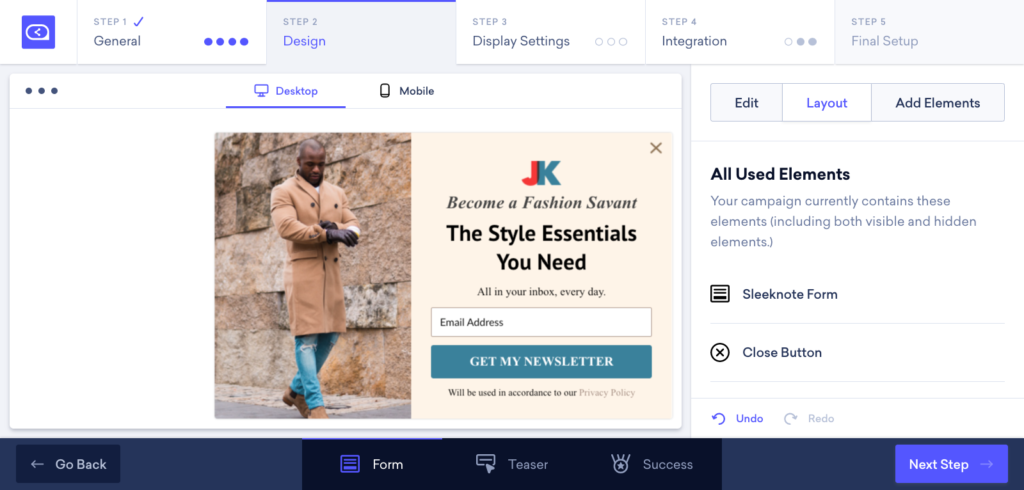 STEP 1
General
STEP 2
Design
STEP 3
Display Settings
STEP 4
Integration
STEP 5
Final Setup
Desktop
Mobile
JK
Become a Fashion Savant
The Style Essentials
You Need
All in your inbox, every day.
Email Address
GET MY NEWSLETTER
Will be used in accordance to our Privacy Policy
Edit
Layout
Add Elements
All Used Elements
Your campaign currently contains these
elements (including both visible and hidden
elements.)
Sleeknote Form
Close Button
Undo
Redo
Go Back
Form
Teaser
Success
Next Step